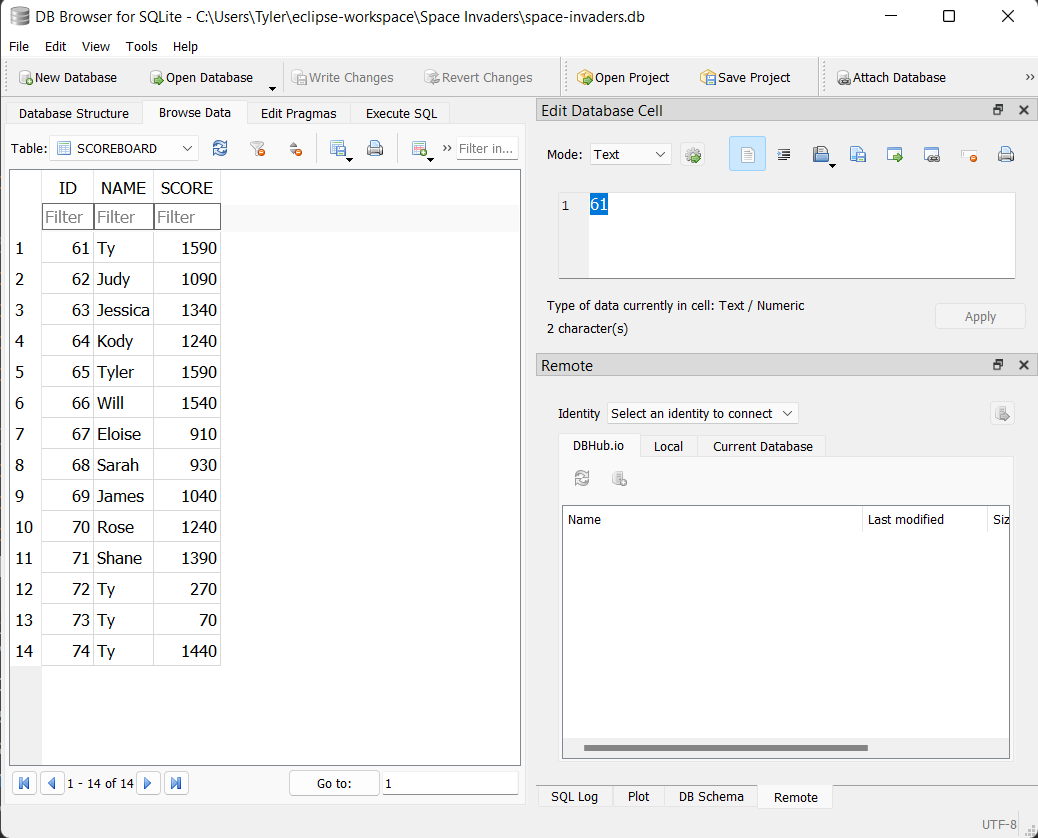 DB Browser for SQLite - C:\Users\Tyler\eclipse-workspace\Space Invaders\space-invaders.db
File Edit View Tools Help
New Database Open Database Write Changes Revert Changes Open Project Save Project Attach Database »
Database Structure Browse Data Edit Pragmas Execute SQL
Table: SCOREBOARD » Filter in...
ID NAME SCORE
Filter Filter Filter
1 61 Ty 1590
2 62 Judy 1090
3 63 Jessica 1340
4 64 Kody 1240
5 65 Tyler 1590
6 66 Will 1540
7 67 Eloise 910
8 68 Sarah 930
9 69 James 1040
10 70 Rose 1240
11 71 Shane 1390
12 72 Ty 270
13 73 Ty 70
14 74 Ty 1440
1 - 14 of 14 Go to: 1
Edit Database Cell
Mode: Text
1 61
Type of data currently in cell: Text / Numeric
2 character(s)
Apply
Remote
Identity Select an identity to connect
DBHub.io Local Current Database
Name Last modified Siz
SQL Log Plot DB Schema Remote
UTF-8